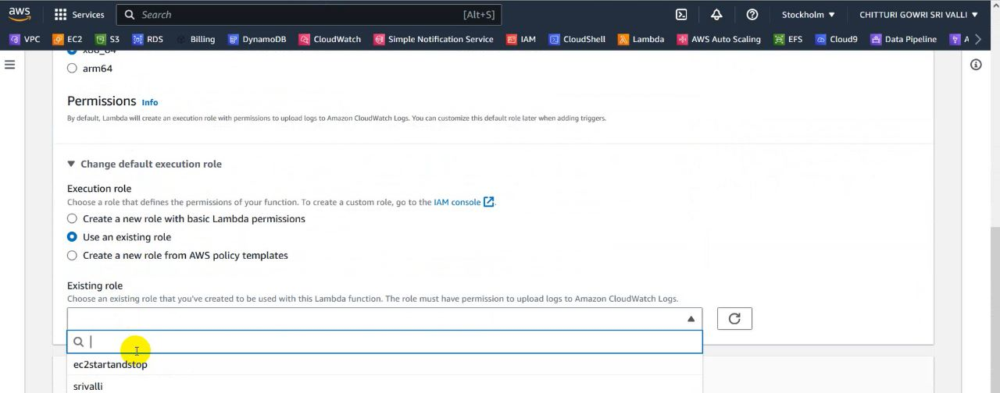 aws Services Search [Alt+S] Stockholm CHITTURI GOWRI SRI VALLI
VPC EC2 S3 RDS Billing DynamoDB CloudWatch Simple Notification Service IAM CloudShell Lambda AWS Auto Scaling EFS Cloud9 Data Pipeline A
x86_64
arm64
Permissions Info
By default, Lambda will create an execution role with permissions to upload logs to Amazon CloudWatch Logs. You can customize this default role later when adding triggers.
Change default execution role
Execution role
Choose a role that defines the permissions of your function. To create a custom role, go to the IAM console.
Create a new role with basic Lambda permissions
Use an existing role
Create a new role from AWS policy templates
Existing role
Choose an existing role that you've created to be used with this Lambda function. The role must have permission to upload logs to Amazon CloudWatch Logs.
ec2startandstop
srivalli